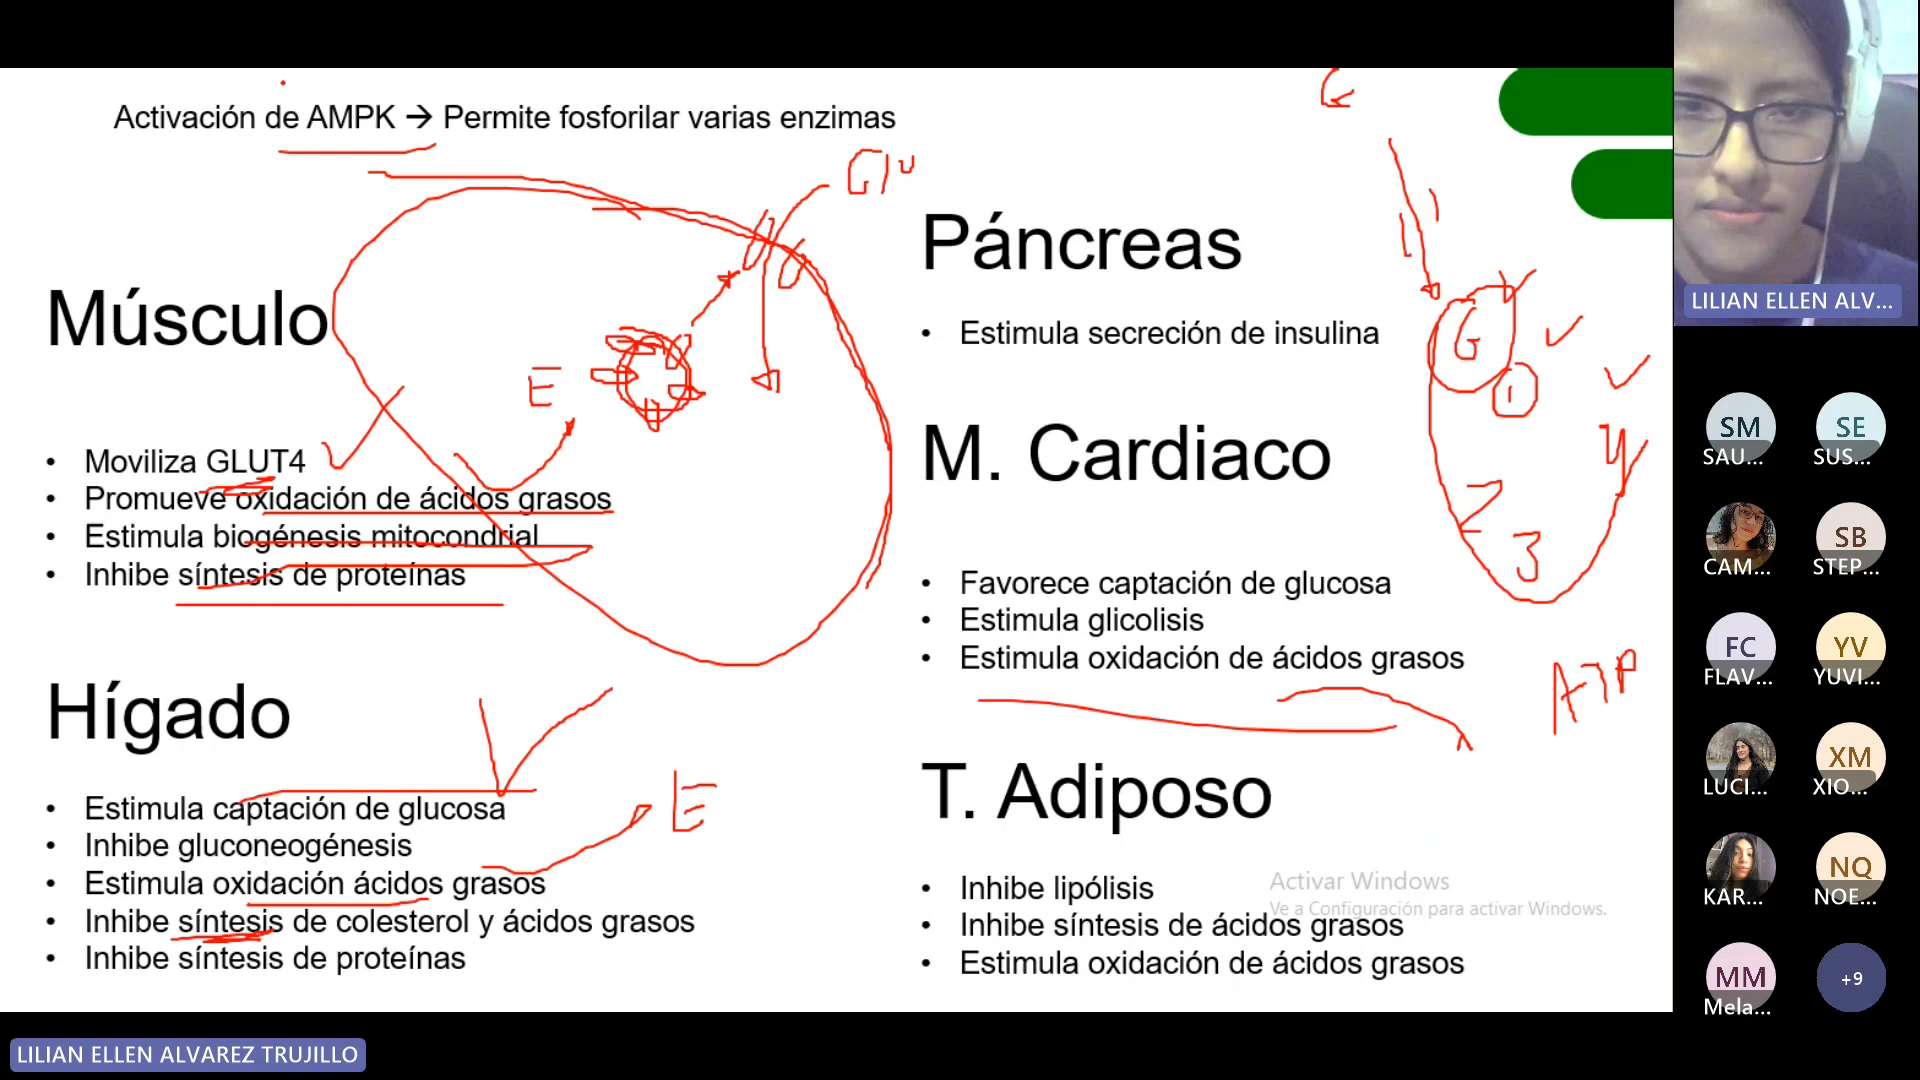 Activación de AMPK → Permite fosforilar varias enzimas
Glu
Músculo
E
• Moviliza GLUT4
• Promueve oxidación de ácidos grasos
• Estimula biogénesis mitocondrial
• Inhibe síntesis de proteínas
Hígado
E
• Estimula captación de glucosa
• Inhibe gluconeogénesis
• Estimula oxidación ácidos grasos
• Inhibe síntesis de colesterol y ácidos grasos
• Inhibe síntesis de proteínas
G
Páncreas
• Estimula secreción de insulina
G
1
2
3
4
M. Cardiaco
• Favorece captación de glucosa
• Estimula glicolisis
• Estimula oxidación de ácidos grasos
ATP
T. Adiposo
• Inhibe lipólisis
• Inhibe síntesis de ácidos grasos
• Estimula oxidación de ácidos grasos
Activar Windows
Ve a Configuración para activar Windows.
LILIAN ELLEN ALV...
SM
SAU...
SE
SUS...
CAM...
SB
STEP...
FC
FLAV...
YV
YUVI...
LUCI...
XM
XIO...
KAR...
NQ
NOE...
MM
Mela...
+9
LILIAN ELLEN ALVAREZ TRUJILLO